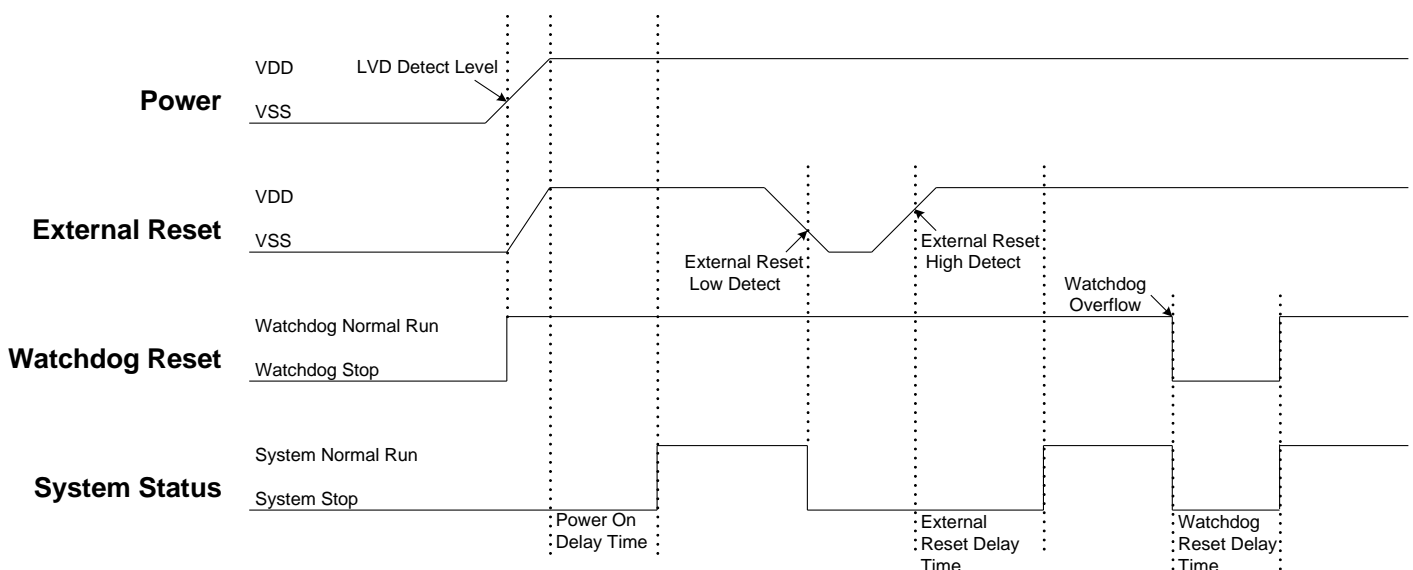 VDD
LVD Detect Level
Power
VSS
VDD
External Reset
VSS
External Reset
Low Detect
External Reset
High Detect
Watchdog
Overflow
Watchdog Normal Run
Watchdog Reset
Watchdog Stop
System Normal Run
System Status
System Stop
Power On
Delay Time
External
Reset Delay
Time
Watchdog
Reset Delay
Time